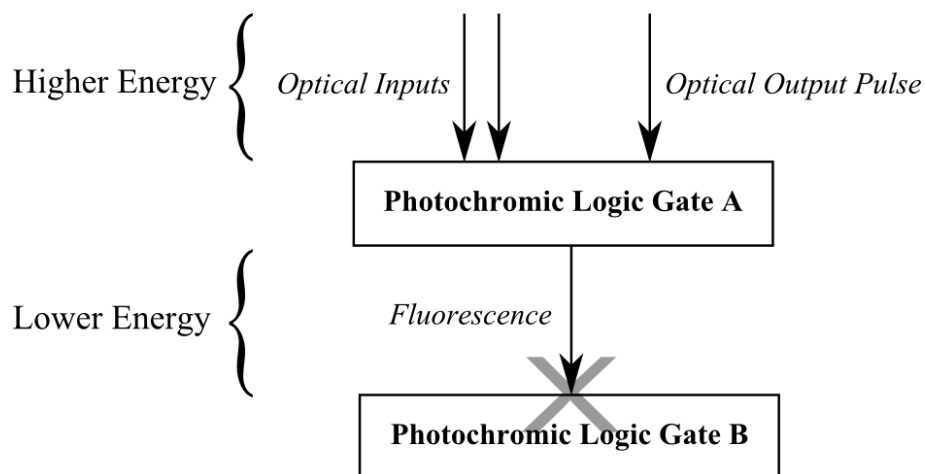 Higher Energy
Optical Inputs
Optical Output Pulse
Photochromic Logic Gate A
Lower Energy
Fluorescence
Photochromic Logic Gate B